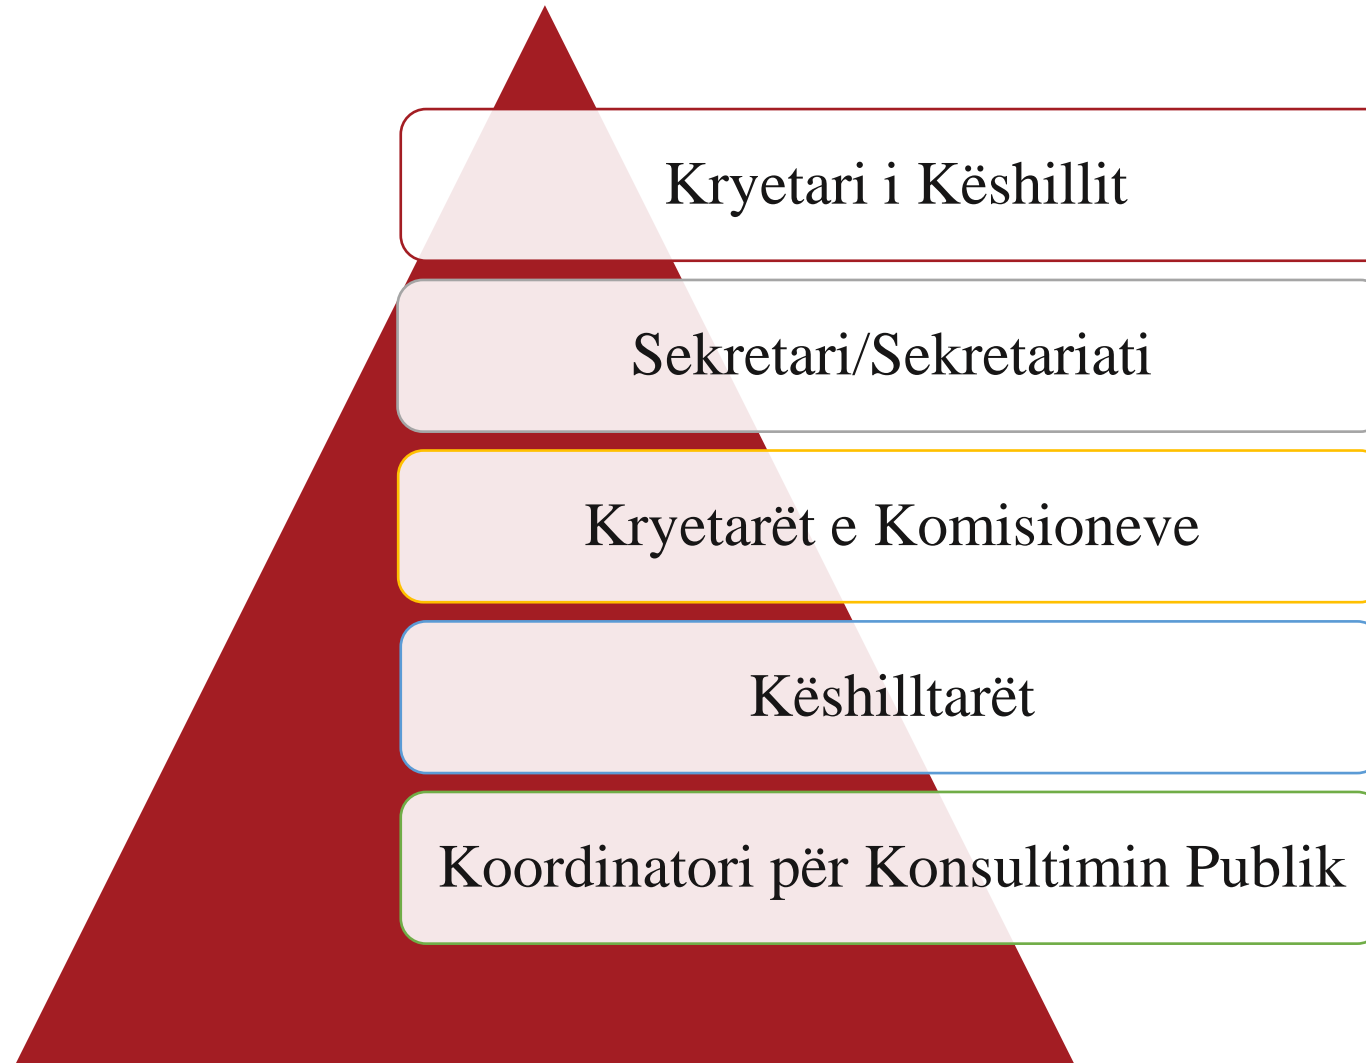 Kryetari i Këshillit
Sekretari/Sekretariati
Kryetarët e Komisioneve
Këshilltarët
Koordinatori për Konsultimin Publik